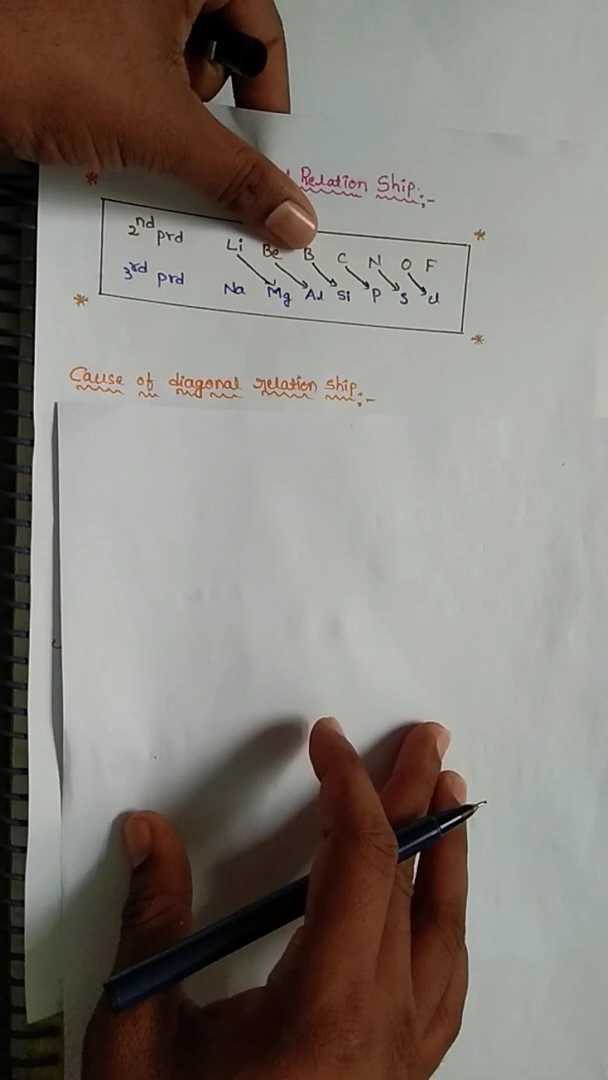 Relation Ship:-
2nd prd Li Be B C N O F
3rd prd Na Mg Al Si P S Cl
Cause of diagonal relation ship:-